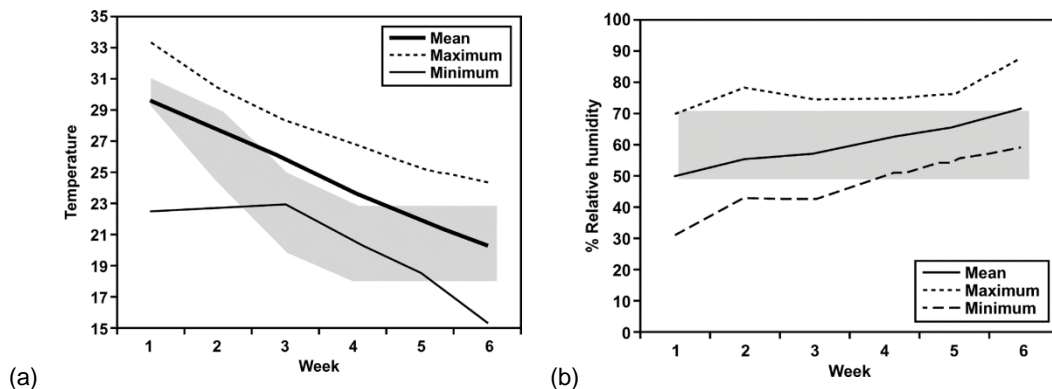 35
33
31
29
27
25
23
21
19
17
15
Temperature
Mean
Maximum
Minimum
1 2 3 4 5 6
Week
(a)
100
90
80
70
60
50
40
30
20
10
0
% Relative humidity
Mean
Maximum
Minimum
1 2 3 4 5 6
Week
(b)